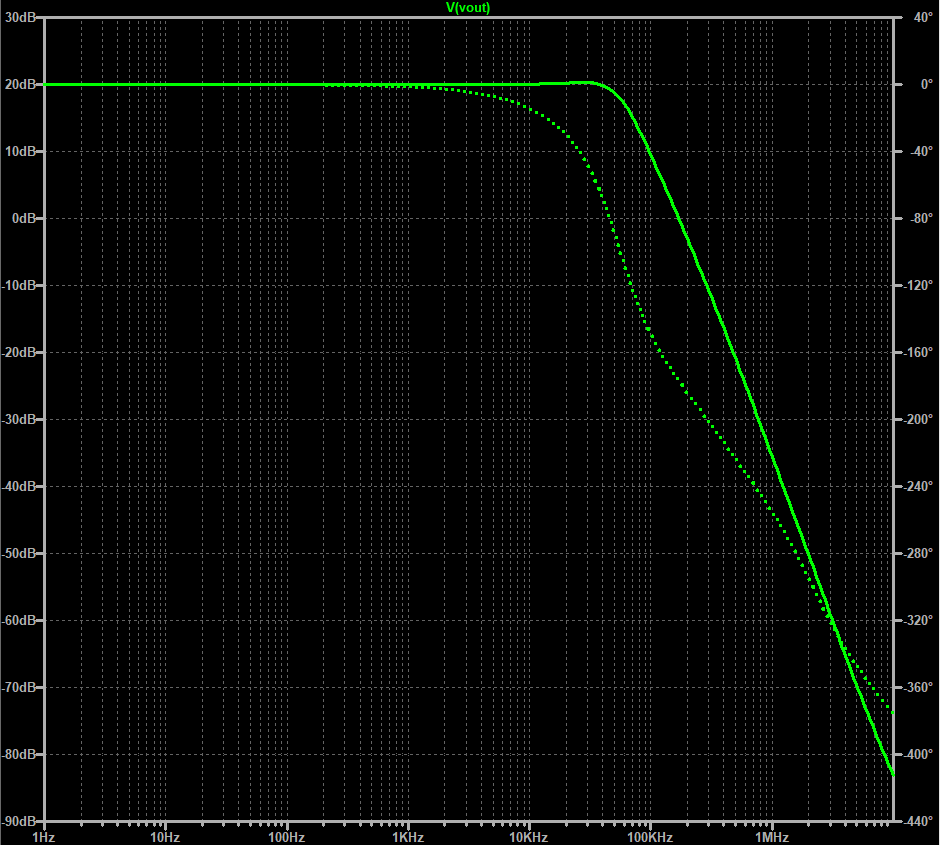 V(vout)
30dB 40°
20dB 0°
10dB -40°
0dB -80°
-10dB -120°
-20dB -160°
-30dB -200°
-40dB -240°
-50dB -280°
-60dB -320°
-70dB -360°
-80dB -400°
-90dB -440°
1Hz 10Hz 100Hz 1KHz 10KHz 100KHz 1MHz